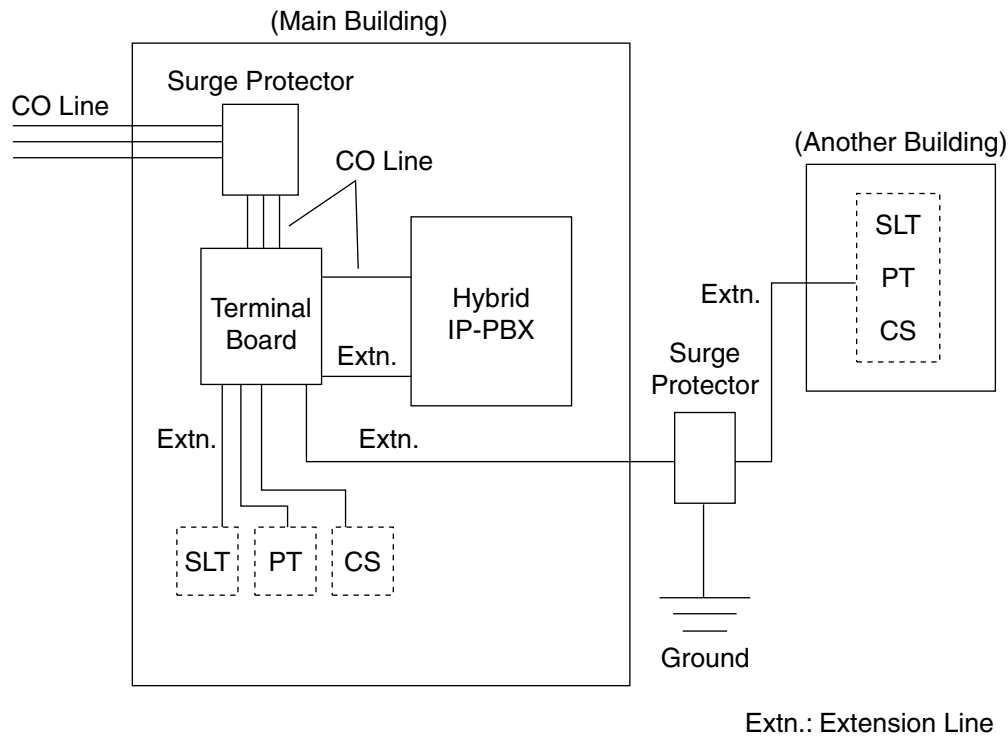 (Main Building)
Surge Protector
CO Line
CO Line
(Another Building)
SLT
PT
CS
Extn.
Hybrid
IP-PBX
Terminal
Board
Extn.
Surge
Protector
Extn.
Extn.
SLT
PT
CS
Ground
Extn.: Extension Line